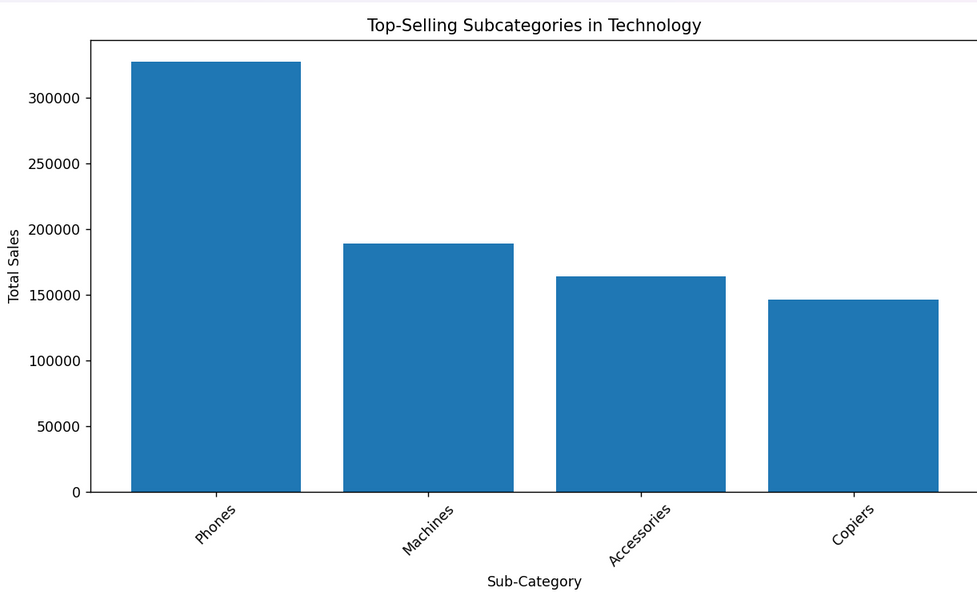 Top-Selling Subcategories in Technology
Total Sales
300000
250000
200000
150000
100000
50000
0
Phones
Machines
Accessories
Copiers
Sub-Category